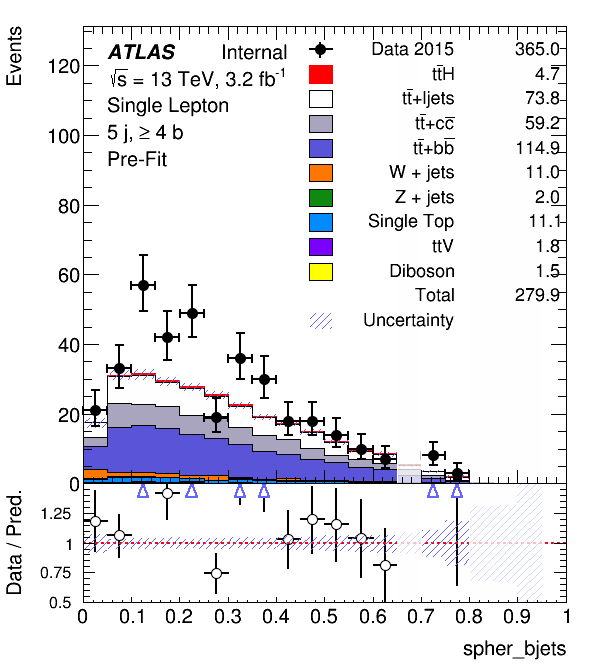 Events
ATLAS Internal
√s = 13 TeV, 3.2 fb⁻¹
Single Lepton
5 j, ≥ 4 b
Pre-Fit
Data 2015 365.0
tt̄H 4.7
tt̄+ljets 73.8
tt̄+cc̄ 59.2
tt̄+bb̄ 114.9
W + jets 11.0
Z + jets 2.0
Single Top 11.1
ttV 1.8
Diboson 1.5
Total 279.9
Uncertainty
120
100
80
60
40
20
0
Data / Pred.
1.25
1
0.75
0.5
0 0.1 0.2 0.3 0.4 0.5 0.6 0.7 0.8 0.9 1
spher_bjets